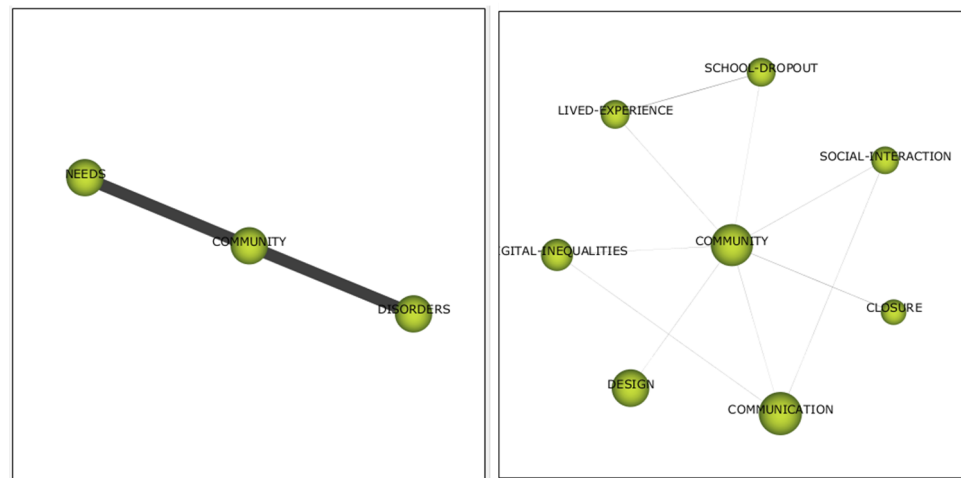 NEEDS
COMMUNITY
DISORDERS
SCHOOL-DROPOUT
LIVED-EXPERIENCE
SOCIAL-INTERACTION
COMMUNITY
GITAL-INEQUALITIES
CLOSURE
DESIGN
COMMUNICATION